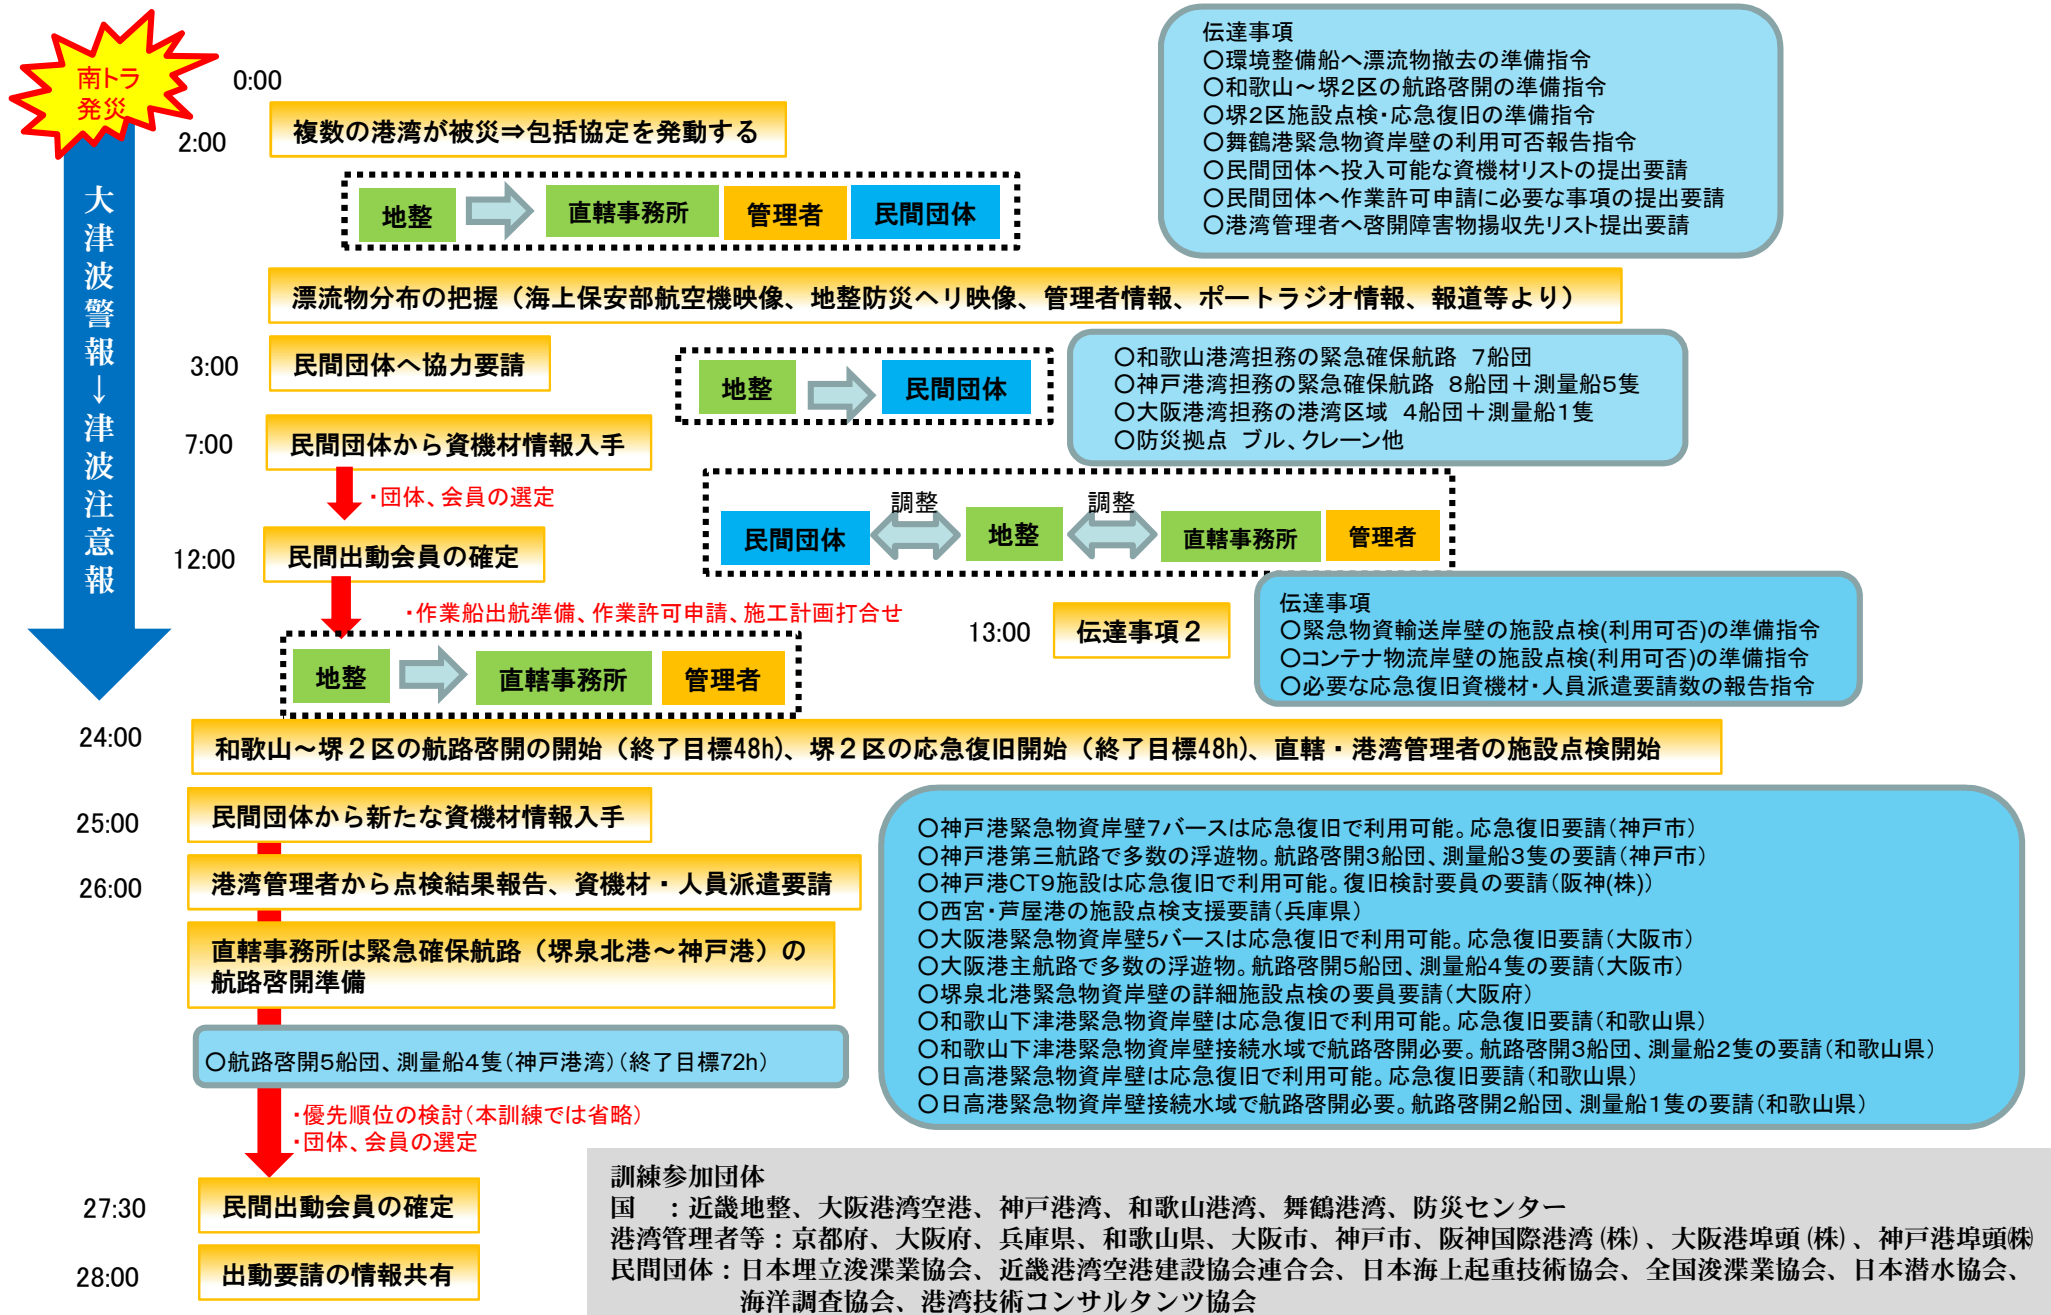 南トラ
発災
0:00
2:00
複数の港湾が被災⇒包括協定を発動する
地整
直轄事務所
管理者
民間団体
伝達事項
○環境整備船へ漂流物撤去の準備指令
○和歌山～堺2区の航路啓開の準備指令
○堺2区施設点検・応急復旧の準備指令
○舞鶴港緊急物資岸壁の利用可否報告指令
○民間団体へ投入可能な資機材リストの提出要請
○民間団体へ作業許可申請に必要な事項の提出要請
○港湾管理者へ啓開障害物揚収先リスト提出要請
大津波警報→津波注意報
漂流物分布の把握（海上保安部航空機映像、地整防災ヘリ映像、管理者情報、ポートラジオ情報、報道等より）
3:00
民間団体へ協力要請
地整
民間団体
○和歌山港湾担務の緊急確保航路 7船団
○神戸港湾担務の緊急確保航路 8船団＋測量船5隻
○大阪港湾担務の港湾区域 4船団＋測量船1隻
○防災拠点 ブル、クレーン他
7:00
民間団体から資機材情報入手
・団体、会員の選定
民間団体
調整
地整
調整
直轄事務所
管理者
12:00
民間出動会員の確定
・作業船出航準備、作業許可申請、施工計画打合せ
地整
直轄事務所
管理者
13:00
伝達事項２
伝達事項
○緊急物資輸送岸壁の施設点検(利用可否)の準備指令
○コンテナ物流岸壁の施設点検(利用可否)の準備指令
○必要な応急復旧資機材・人員派遣要請数の報告指令
24:00
和歌山～堺２区の航路啓開の開始（終了目標48h）、堺２区の応急復旧開始（終了目標48h）、直轄・港湾管理者の施設点検開始
25:00
民間団体から新たな資機材情報入手
26:00
港湾管理者から点検結果報告、資機材・人員派遣要請
直轄事務所は緊急確保航路（堺泉北港～神戸港）の
航路啓開準備
○航路啓開5船団、測量船4隻(神戸港湾)(終了目標72h)
・優先順位の検討(本訓練では省略)
・団体、会員の選定
○神戸港緊急物資岸壁7バースは応急復旧で利用可能。応急復旧要請(神戸市)
○神戸港第三航路で多数の浮遊物。航路啓開3船団、測量船3隻の要請(神戸市)
○神戸港CT9施設は応急復旧で利用可能。復旧検討要員の要請(阪神(株))
○西宮・芦屋港の施設点検支援要請(兵庫県)
○大阪港緊急物資岸壁5バースは応急復旧で利用可能。応急復旧要請(大阪市)
○大阪港主航路で多数の浮遊物。航路啓開5船団、測量船4隻の要請(大阪市)
○堺泉北港緊急物資岸壁の詳細施設点検の要員要請(大阪府)
○和歌山下津港緊急物資岸壁は応急復旧で利用可能。応急復旧要請(和歌山県)
○和歌山下津港緊急物資岸壁接続水域で航路啓開必要。航路啓開3船団、測量船2隻の要請(和歌山県)
○日高港緊急物資岸壁は応急復旧で利用可能。応急復旧要請(和歌山県)
○日高港緊急物資岸壁接続水域で航路啓開必要。航路啓開2船団、測量船1隻の要請(和歌山県)
27:30
民間出動会員の確定
28:00
出動要請の情報共有
訓練参加団体
国　：近畿地整、大阪港湾空港、神戸港湾、和歌山港湾、舞鶴港湾、防災センター
港湾管理者等：京都府、大阪府、兵庫県、和歌山県、大阪市、神戸市、阪神国際港湾(株)、大阪港埠頭(株)、神戸港埠頭(株)
民間団体：日本埋立浚渫業協会、近畿港湾空港建設協会連合会、日本海上起重技術協会、全国浚渫業協会、日本潜水協会、
海洋調査協会、港湾技術コンサルタンツ協会